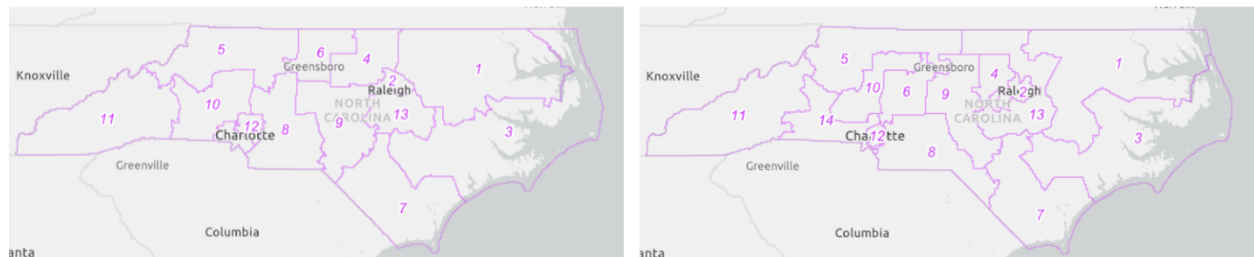 5
6
4
Knoxville
Greensboro
1
2
Raleigh
10
NORTH
CAROLINA
11
12
Charlotte
8
9
13
3
Greenville
7
Columbia
anta
5
4
1
Knoxville
Greensboro
10
6
9
2
NORTH
CAROLINA
11
14
12
13
3
8
Greenville
7
Columbia
anta